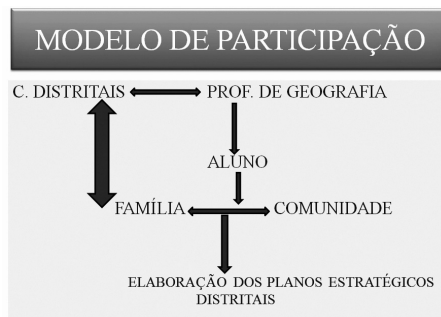 MODELO DE PARTICIPAÇÃO
C. DISTRITAIS PROF. DE GEOGRAFIA
ALUNO
FAMÍLIA COMUNIDADE
ELABORAÇÃO DOS PLANOS ESTRATÉGICOS
DISTRITAIS